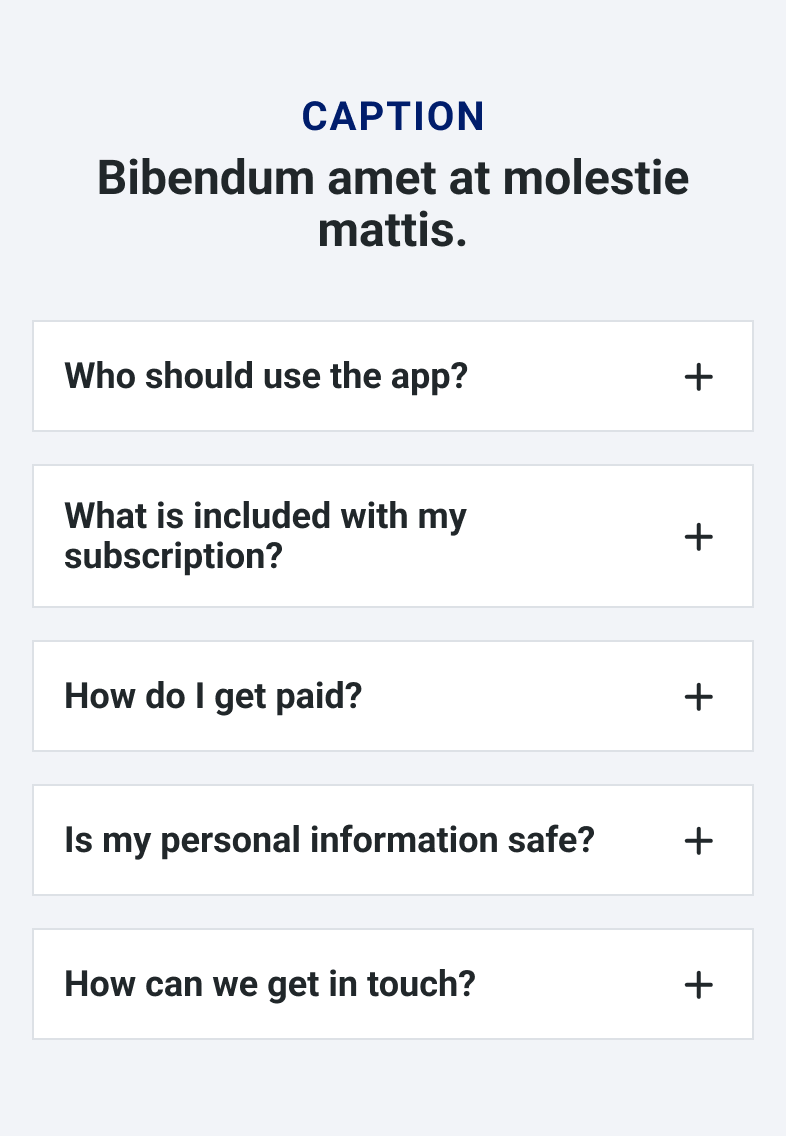 CAPTION
Bibendum amet at molestie
mattis.
Who should use the app?
What is included with my
subscription?
How do I get paid?
Is my personal information safe?
How can we get in touch?